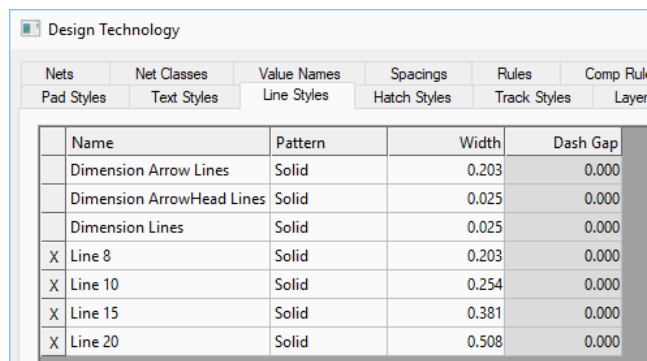 Design Technology
Nets Net Classes Value Names Spacings Rules Comp Rul
Pad Styles Text Styles Line Styles Hatch Styles Track Styles Layer
Name Pattern Width Dash Gap
Dimension Arrow Lines Solid 0.203 0.000
Dimension ArrowHead Lines Solid 0.025 0.000
Dimension Lines Solid 0.025 0.000
X Line 8 Solid 0.203 0.000
X Line 10 Solid 0.254 0.000
X Line 15 Solid 0.381 0.000
X Line 20 Solid 0.508 0.000